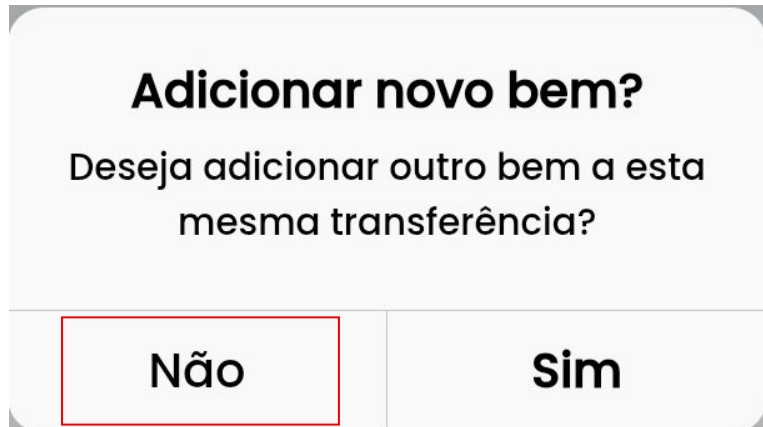 Adicionar novo bem?
Deseja adicionar outro bem a esta
mesma transferência?
Não
Sim